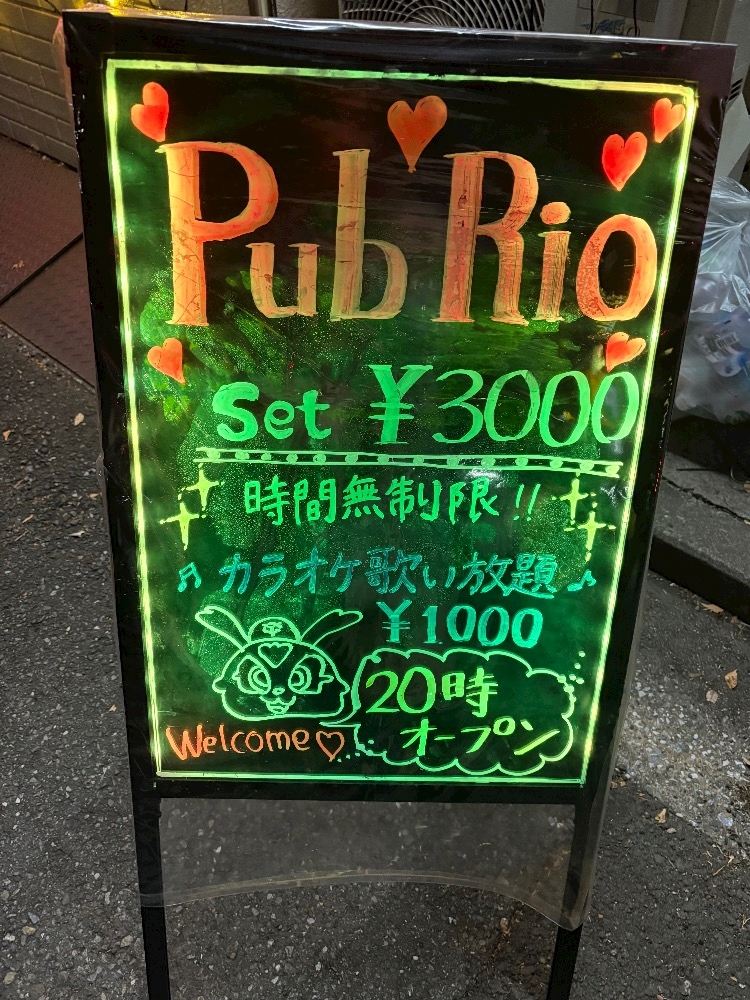 Pub Rio
Set ¥3000
時間無制限!!
カラオケ歌い放題
¥1000
20時
オープン
Welcome♡